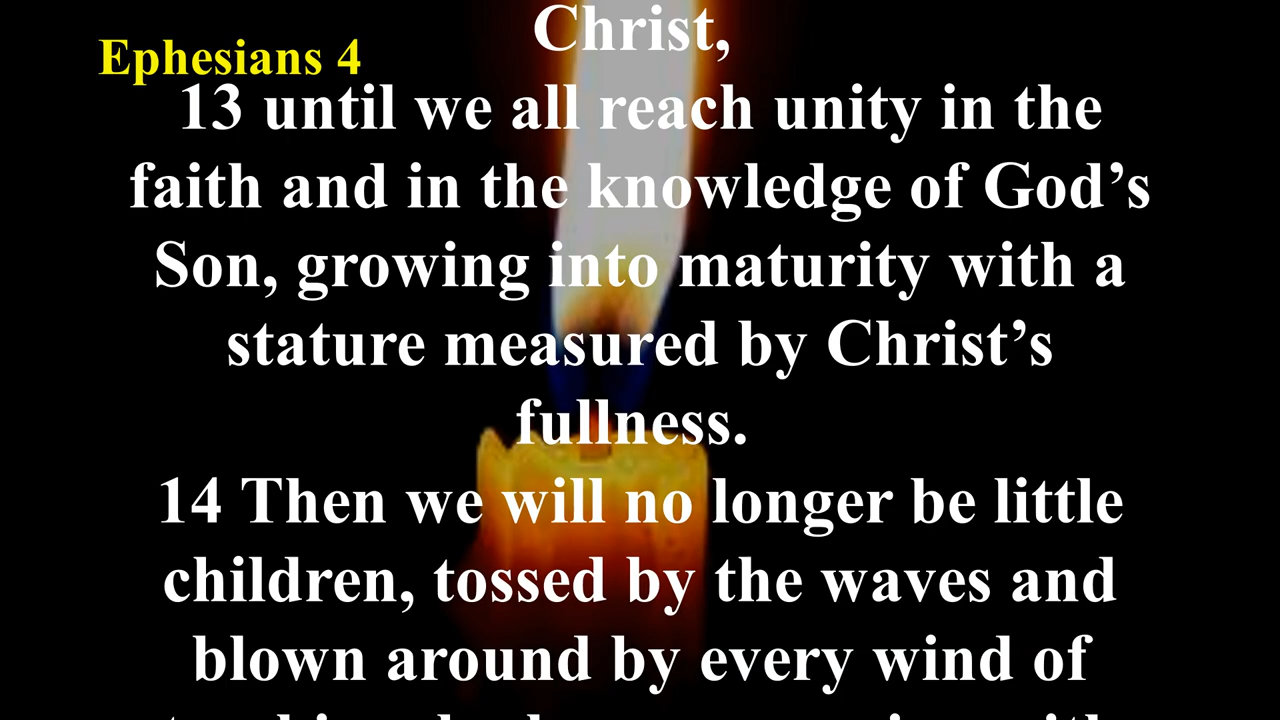 Christ,
Ephesians 4
13 until we all reach unity in the
faith and in the knowledge of God’s
Son, growing into maturity with a
stature measured by Christ’s
fullness.
14 Then we will no longer be little
children, tossed by the waves and
blown around by every wind of